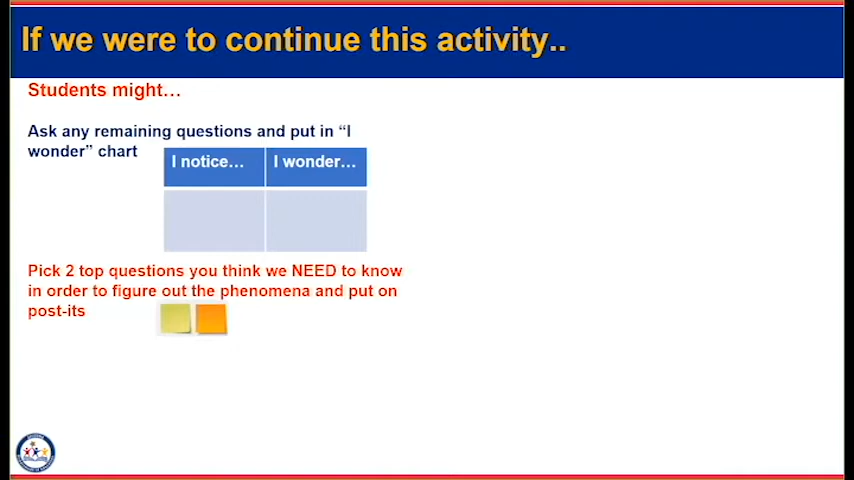 If we were to continue this activity..
Students might…
Ask any remaining questions and put in “I
wonder” chart
I notice…
I wonder…
Pick 2 top questions you think we NEED to know
in order to figure out the phenomena and put on
post-its